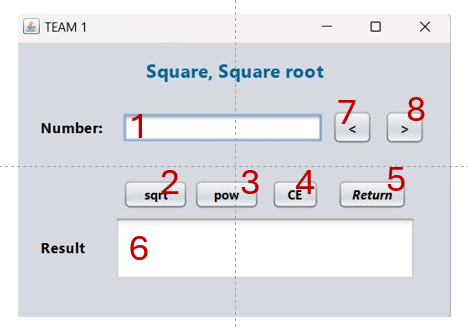 TEAM 1
Square, Square root
Number: 1 7 < 8 >
2 sqrt 3 pow 4 CE 5 Return
Result 6